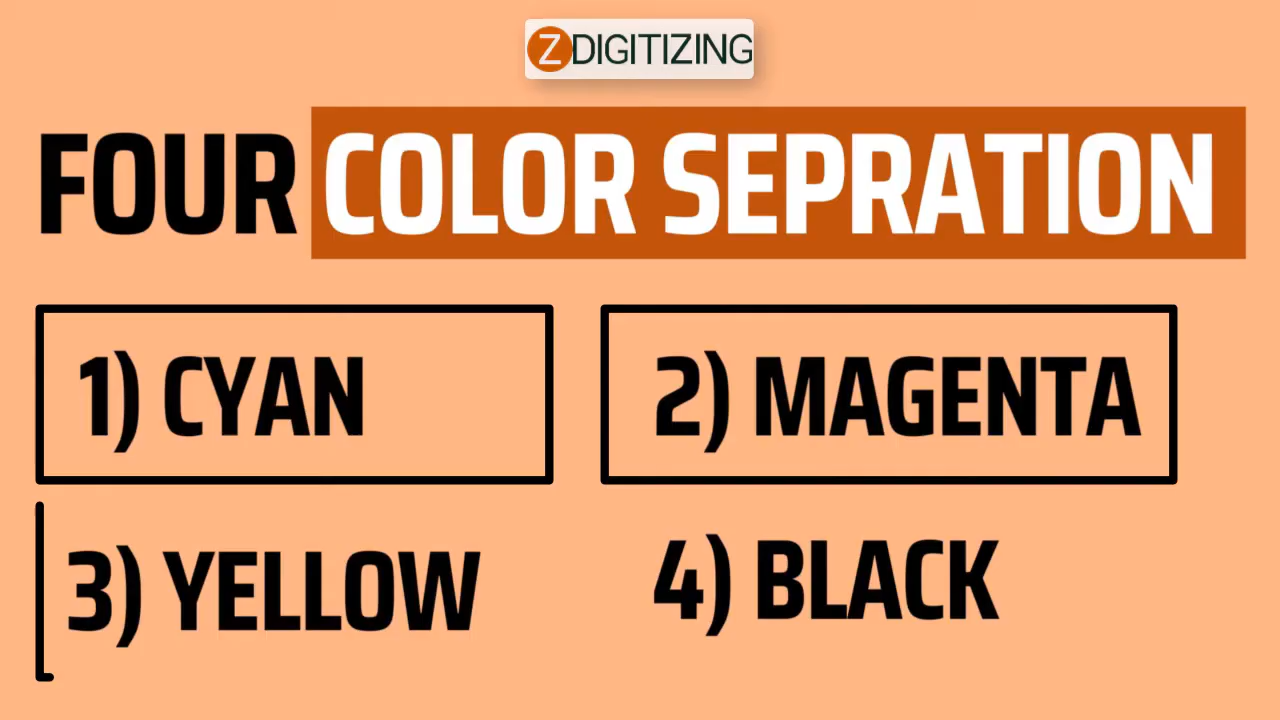 ZDIGITIZING
FOUR COLOR SEPRATION
1) CYAN
2) MAGENTA
3) YELLOW
4) BLACK